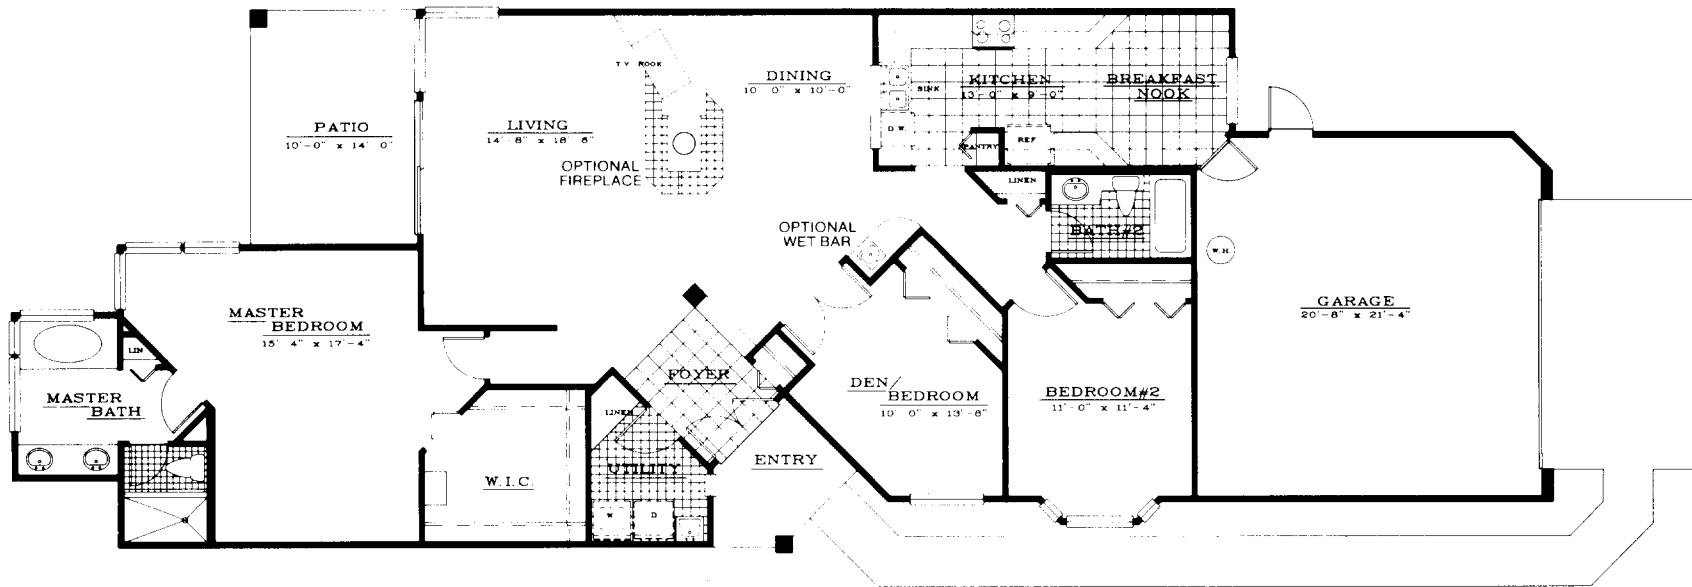 PATIO
10'-0" x 14' 0"
LIVING
14'-8" x 18' 6"
T V NOOK
OPTIONAL
FIREPLACE
DINING
10' 0" x 10'-0"
SINK
D.W.
KITCHEN
13'-0" x 9'-0"
PANTRY
REF
BREAKFAST
NOOK
LINEN
BATH#2
W.H.
GARAGE
20'-8" x 21'-4"
OPTIONAL
WET BAR
MASTER
BEDROOM
15' 4" x 17'-4"
LIN
MASTER
BATH
W.I.C.
LINEN
UTILITY
W
D
FOYER
ENTRY
DEN/
BEDROOM
10' 0" x 13'-6"
BEDROOM#2
11'-0" x 11'-4"